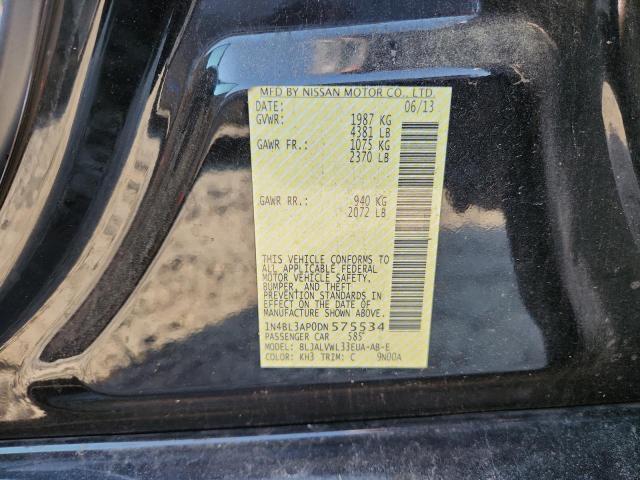 MFD BY NISSAN MOTOR CO., LTD.
DATE: 06/13
GVWR: 1987 KG
4381 LB
GAWR FR.: 1075 KG
2370 LB
GAWR RR.: 940 KG
2072 LB
THIS VEHICLE CONFORMS TO
ALL APPLICABLE FEDERAL
MOTOR VEHICLE SAFETY,
BUMPER, AND THEFT
PREVENTION STANDARDS IN
EFFECT ON THE DATE OF
MANUFACTURE SHOWN ABOVE.
1N4BL3AP0DN575534
PASSENGER CAR 585
MODEL: BLJALVWL33EUA-AB-E
COLOR: KH3 TRIM: C 9N00A